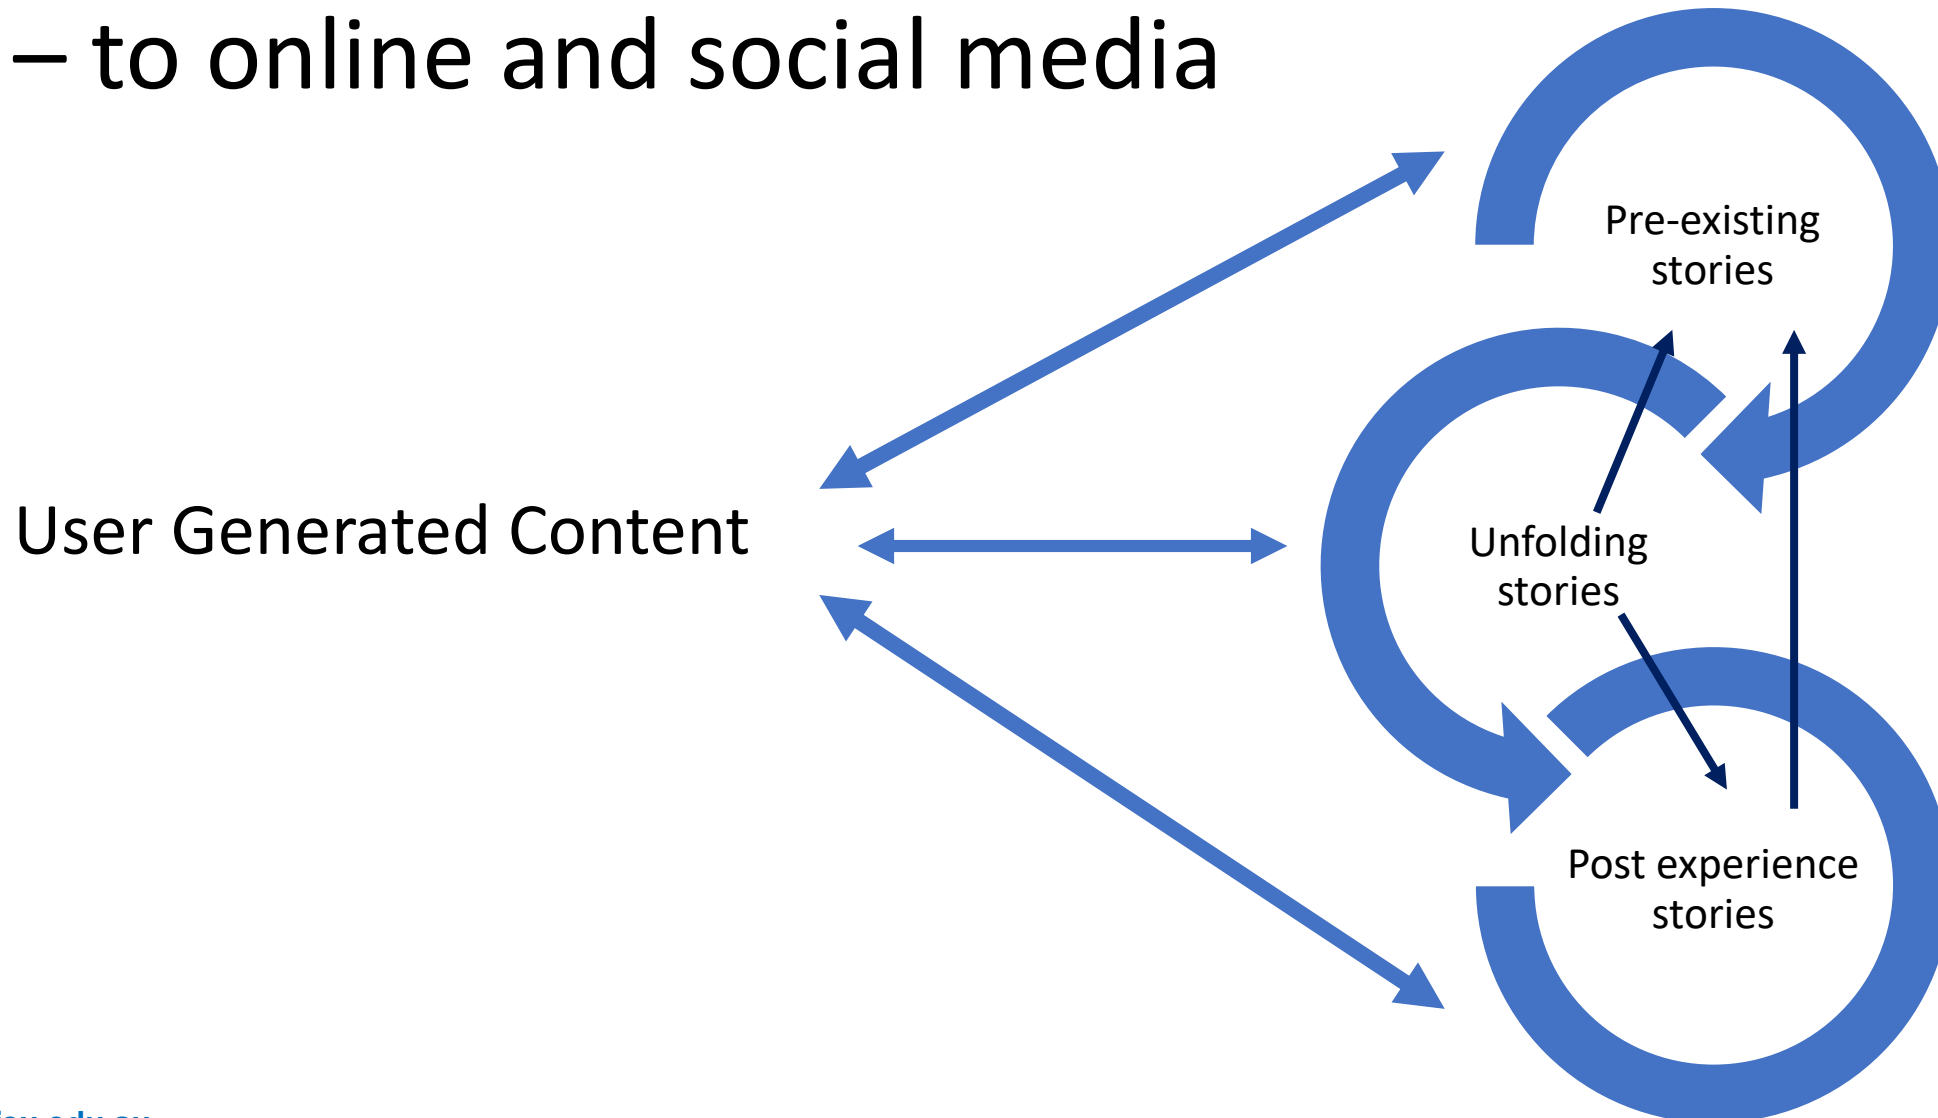 – to online and social media
Pre-existing
stories
User Generated Content
Unfolding
stories
Post experience
stories